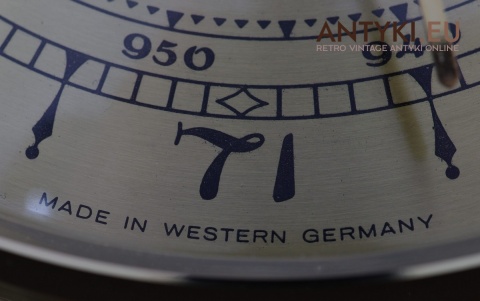 ANTYKI.EU
RETRO VINTAGE ANTYKI ONLINE
950
71
MADE IN WESTERN GERMANY